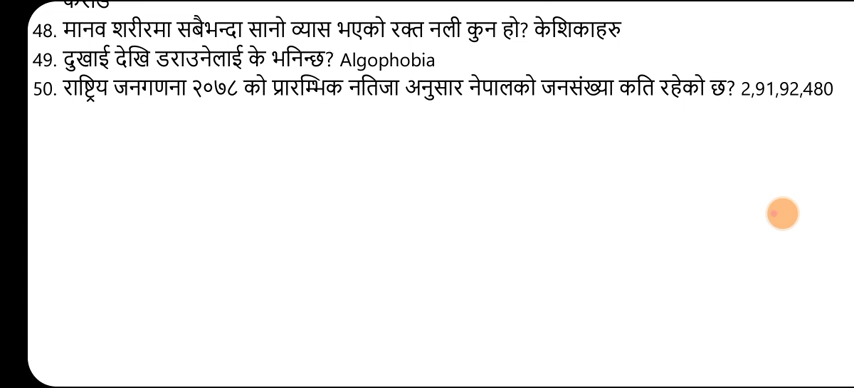 48. मानव शरीरमा सबैभन्दा सानो व्यास भएको रक्त नली कुन हो? केशिकाहरु
49. दुखाई देखि डराउनेलाई के भनिन्छ? Algophobia
50. राष्ट्रिय जनगणना २०७८ को प्रारम्भिक नतिजा अनुसार नेपालको जनसंख्या कति रहेको छ? 2,91,92,480